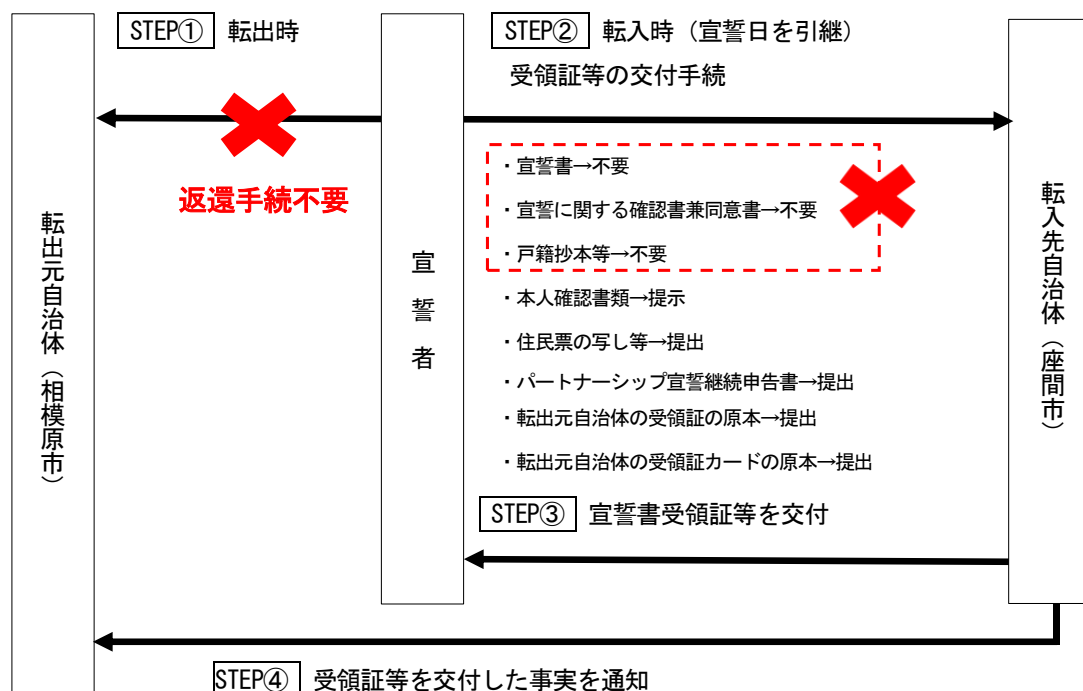 STEP① 転出時
STEP② 転入時（宣誓日を引継）
受領証等の交付手続
返還手続不要
・宣誓書→不要
・宣誓に関する確認書兼同意書→不要
・戸籍抄本等→不要
・本人確認書類→提示
・住民票の写し等→提出
・パートナーシップ宣誓継続申告書→提出
・転出元自治体の受領証の原本→提出
・転出元自治体の受領証カードの原本→提出
転出元自治体（相模原市）
宣誓者
転入先自治体（座間市）
STEP③ 宣誓書受領証等を交付
STEP④ 受領証等を交付した事実を通知